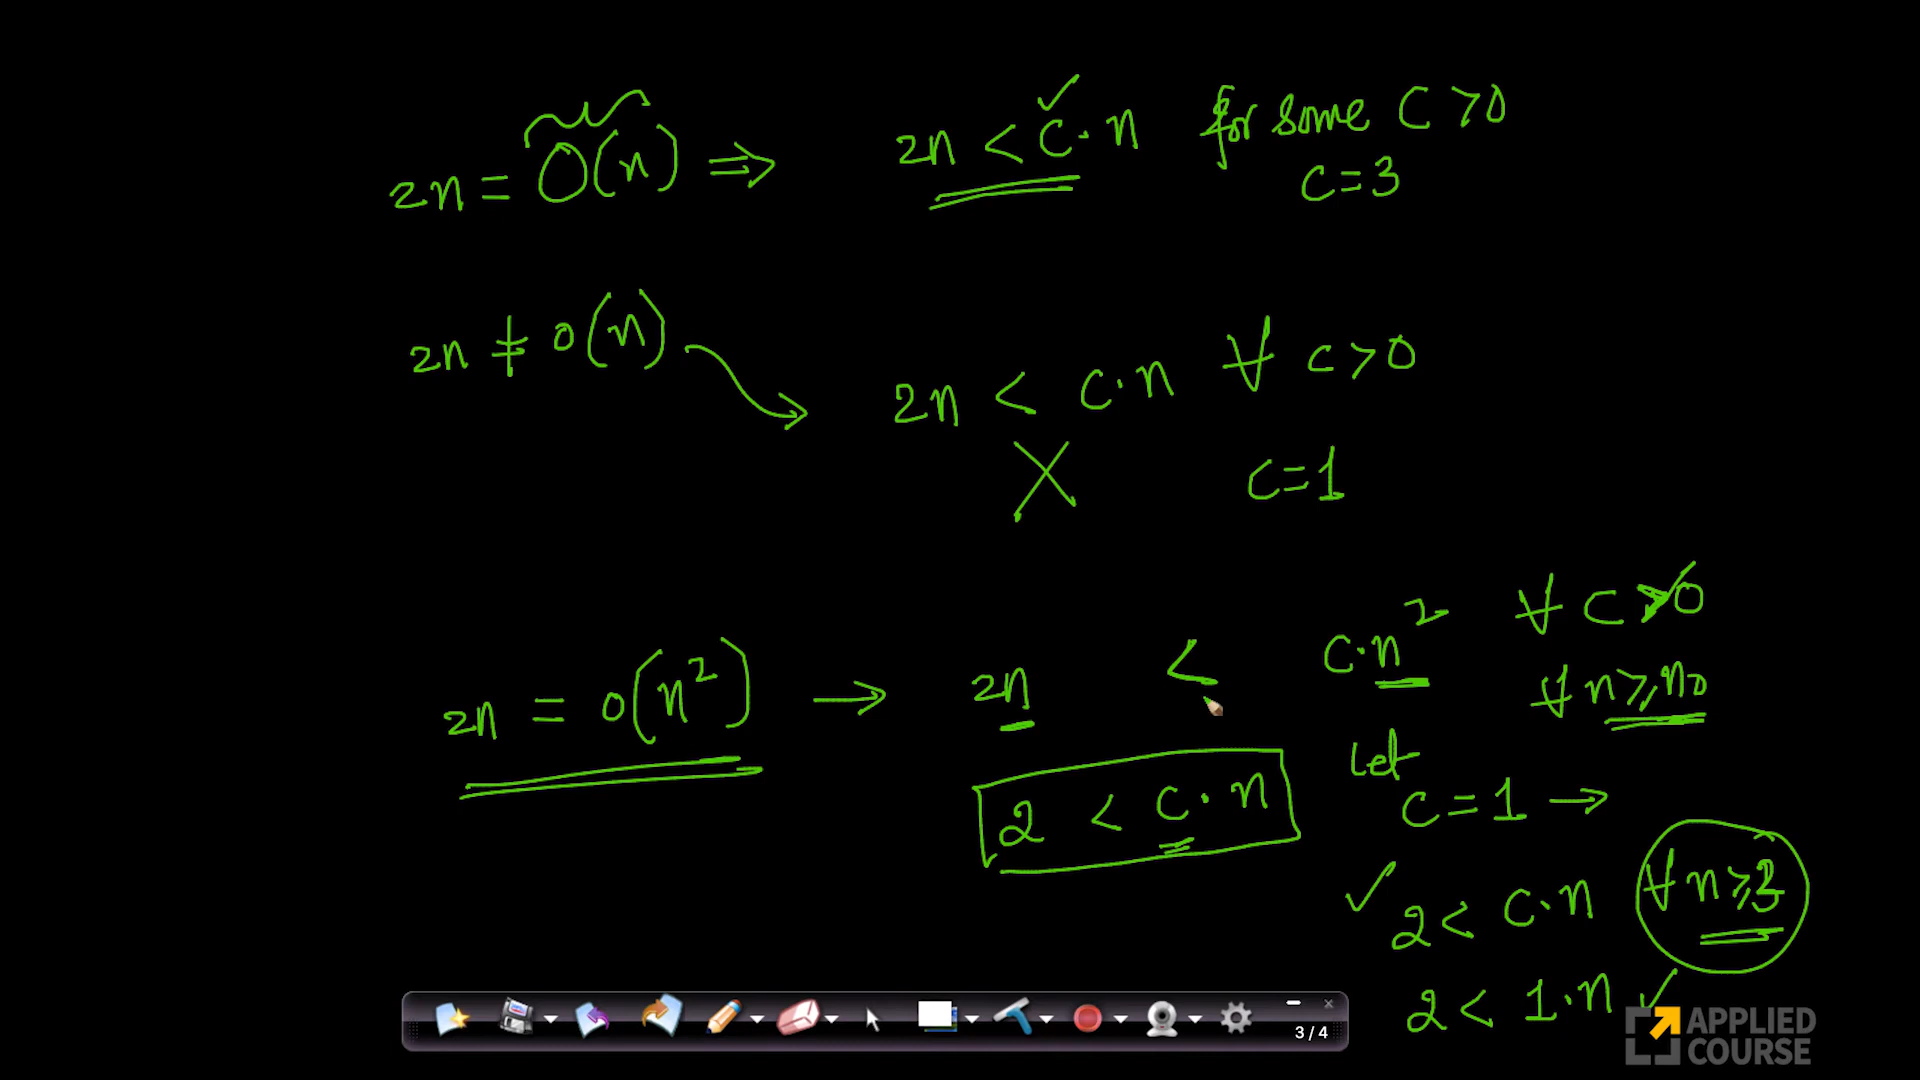 2n = O(n) ⇒ 2n < C·n for some C > 0
C = 3
2n ≠ o(n) → 2n < C·n ∀ C > 0
X C = 1
2n = o(n²) → 2n < C·n² ∀ C > 0
∀ n ≥ n₀
2 < C·n
Let
C = 1 →
✓ 2 < C·n ∀ n ≥ 3
2 < 1·n ✓
3 / 4
APPLIED
COURSE